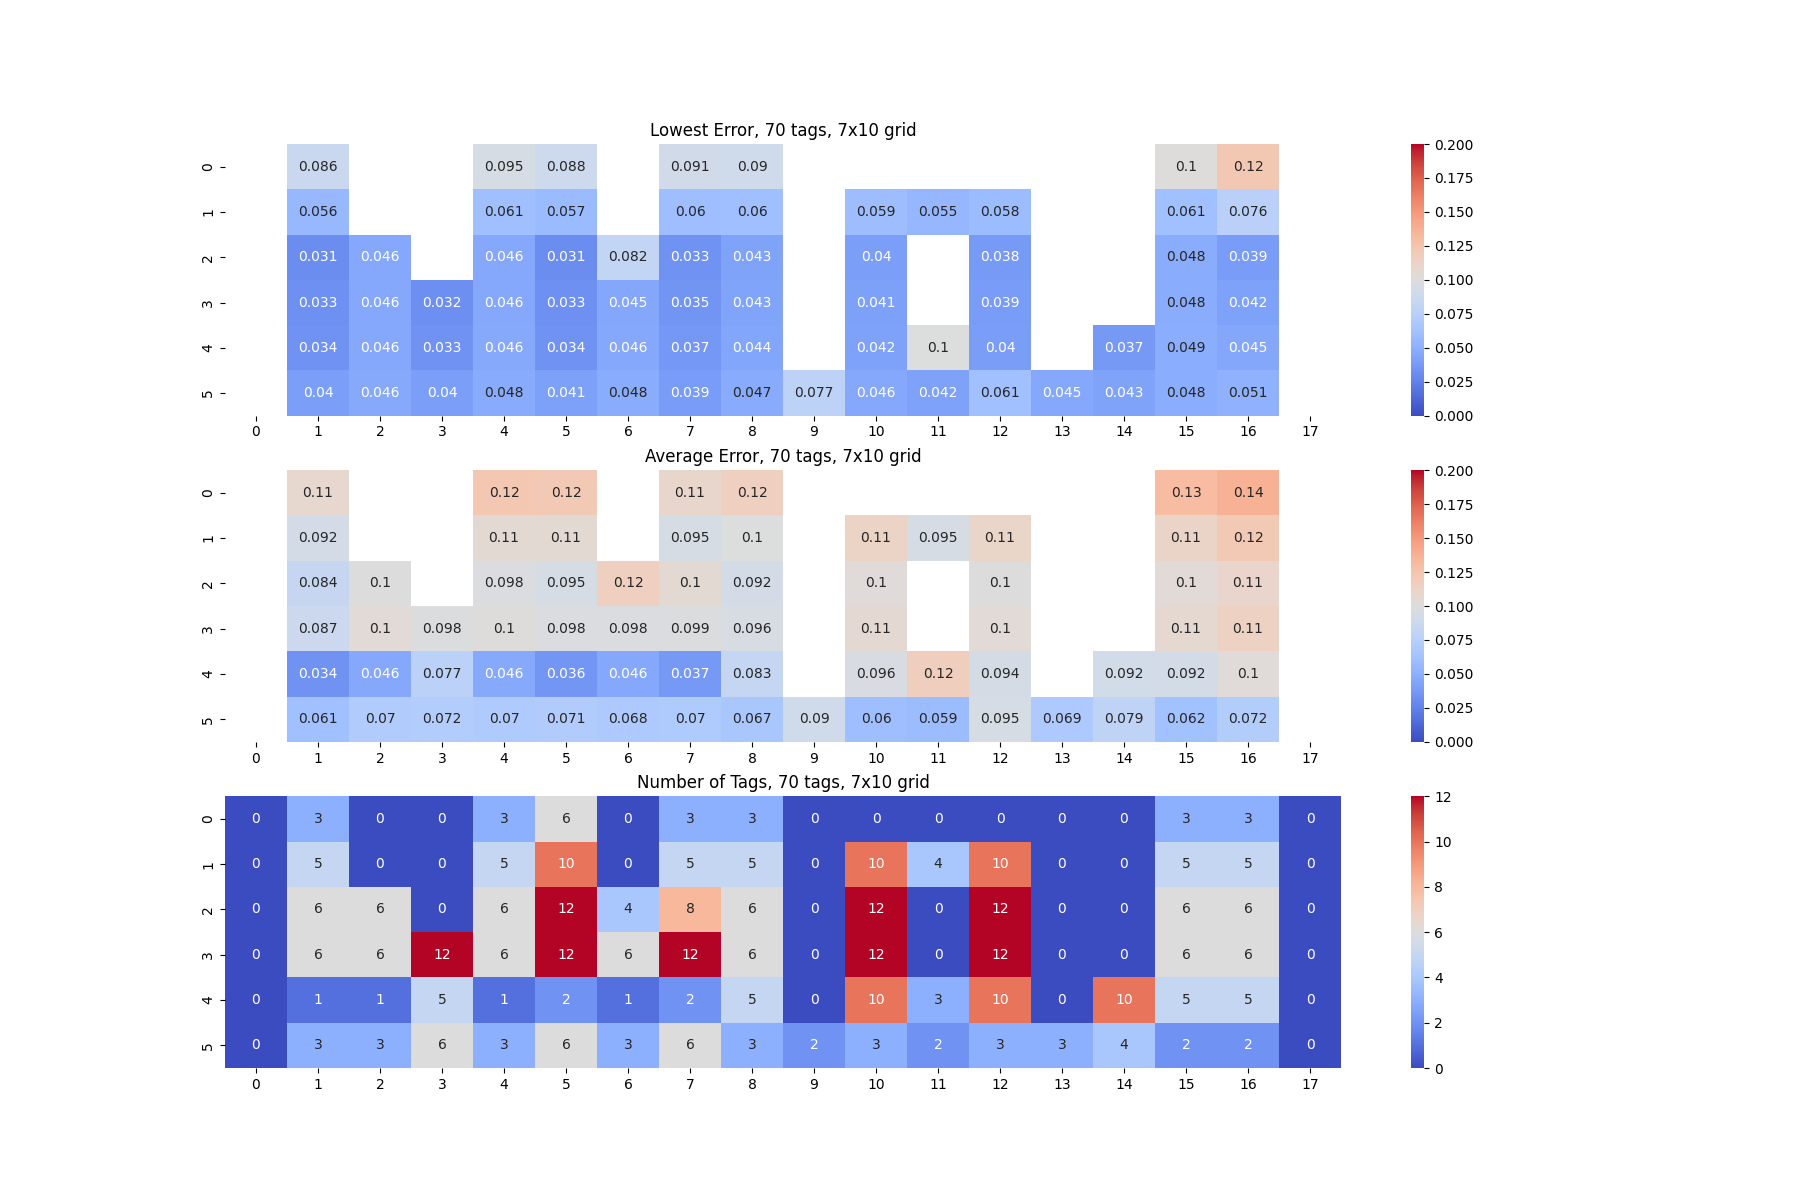 Lowest Error, 70 tags, 7x10 grid
0 0.086 0.095 0.088 0.091 0.09 0.1 0.12
1 0.056 0.061 0.057 0.06 0.06 0.059 0.055 0.058 0.061 0.076
2 0.031 0.046 0.046 0.031 0.082 0.033 0.043 0.04 0.038 0.048 0.039
3 0.033 0.046 0.032 0.046 0.033 0.045 0.035 0.043 0.041 0.039 0.048 0.042
4 0.034 0.046 0.033 0.046 0.034 0.046 0.037 0.044 0.042 0.1 0.04 0.037 0.049 0.045
5 0.04 0.046 0.04 0.048 0.041 0.048 0.039 0.047 0.077 0.046 0.042 0.061 0.045 0.043 0.048 0.051
0 1 2 3 4 5 6 7 8 9 10 11 12 13 14 15 16 17
0.200
0.175
0.150
0.125
0.100
0.075
0.050
0.025
0.000
Average Error, 70 tags, 7x10 grid
0 0.11 0.12 0.12 0.11 0.12 0.13 0.14
1 0.092 0.11 0.11 0.095 0.1 0.11 0.095 0.11 0.11 0.12
2 0.084 0.1 0.098 0.095 0.12 0.1 0.092 0.1 0.1 0.1 0.11
3 0.087 0.1 0.098 0.1 0.098 0.098 0.099 0.096 0.11 0.1 0.11 0.11
4 0.034 0.046 0.077 0.046 0.036 0.046 0.037 0.083 0.096 0.12 0.094 0.092 0.092 0.1
5 0.061 0.07 0.072 0.07 0.071 0.068 0.07 0.067 0.09 0.06 0.059 0.095 0.069 0.079 0.062 0.072
0 1 2 3 4 5 6 7 8 9 10 11 12 13 14 15 16 17
0.200
0.175
0.150
0.125
0.100
0.075
0.050
0.025
0.000
Number of Tags, 70 tags, 7x10 grid
0 0 3 0 0 3 6 0 3 3 0 0 0 0 0 0 3 3 0
1 0 5 0 0 5 10 0 5 5 0 10 4 10 0 0 5 5 0
2 0 6 6 0 6 12 4 8 6 0 12 0 12 0 0 6 6 0
3 0 6 6 12 6 12 6 12 6 0 12 0 12 0 0 6 6 0
4 0 1 1 5 1 2 1 2 5 0 10 3 10 0 10 5 5 0
5 0 3 3 6 3 6 3 6 3 2 3 2 3 3 4 2 2 0
0 1 2 3 4 5 6 7 8 9 10 11 12 13 14 15 16 17
12
10
8
6
4
2
0